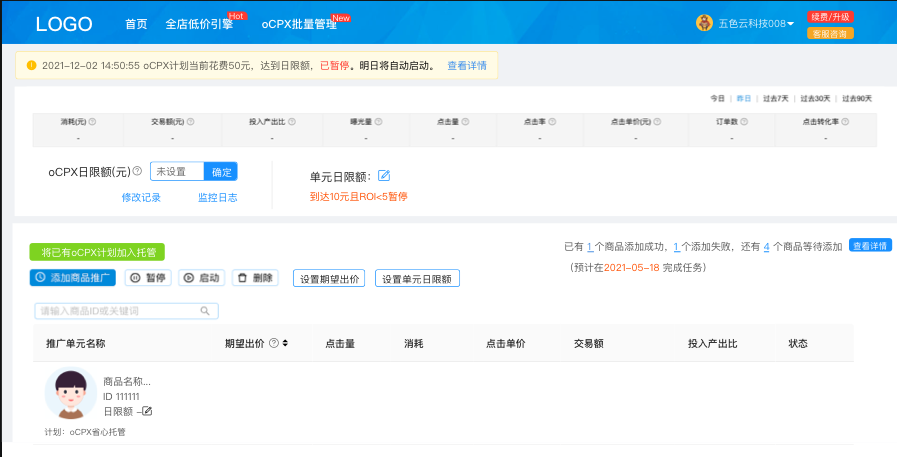 LOGO 首页 全店低价引擎 Hot oCPX批量管理 New 五色云科技008 续费/升级
客服咨询
2021-12-02 14:50:55 oCPX计划当前花费50元，达到日限额，已暂停。明日将自动启动。 查看详情
今日 | 昨日 | 过去7天 | 过去30天 | 过去90天
消耗(元) 交易额(元) 投入产出比 曝光量 点击量 点击率 点击单价(元) 订单数 点击转化率
- - - - - - - - -
oCPX日限额(元) 未设置 确定 单元日限额：
修改记录 监控日志 到达10元且ROI<5暂停
将已有oCPX计划加入托管 已有 1 个商品添加成功，1 个添加失败，还有 4 个商品等待添加 查看详情
（预计在2021-05-18 完成任务）
添加商品推广 暂停 启动 删除 设置期望出价 设置单元日限额
请输入商品ID或关键词
推广单元名称 期望出价 点击量 消耗 点击单价 交易额 投入产出比 状态
商品名称...
ID 111111
日限额 -
计划：oCPX省心托管